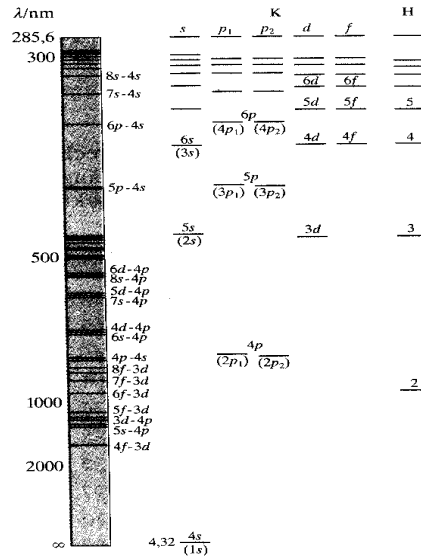 λ/nm K H
285,6 s p₁ p₂ d f
300
8s-4s 6d 6f
7s-4s 5d 5f 5
6p
6p-4s (4p₁) (4p₂)
6s 4d 4f 4
(3s)
5p
5p-4s (3p₁) (3p₂)
5s 3d 3
(2s)
500
6d-4p
8s-4p
5d-4p
7s-4p
4d-4p
6s-4p
4p
4p-4s (2p₁) (2p₂)
8f-3d
7f-3d 2
6f-3d
1000
5f-3d
3d-4p
5s-4p
4f-3d
2000
∞ 4,32 4s
(1s)